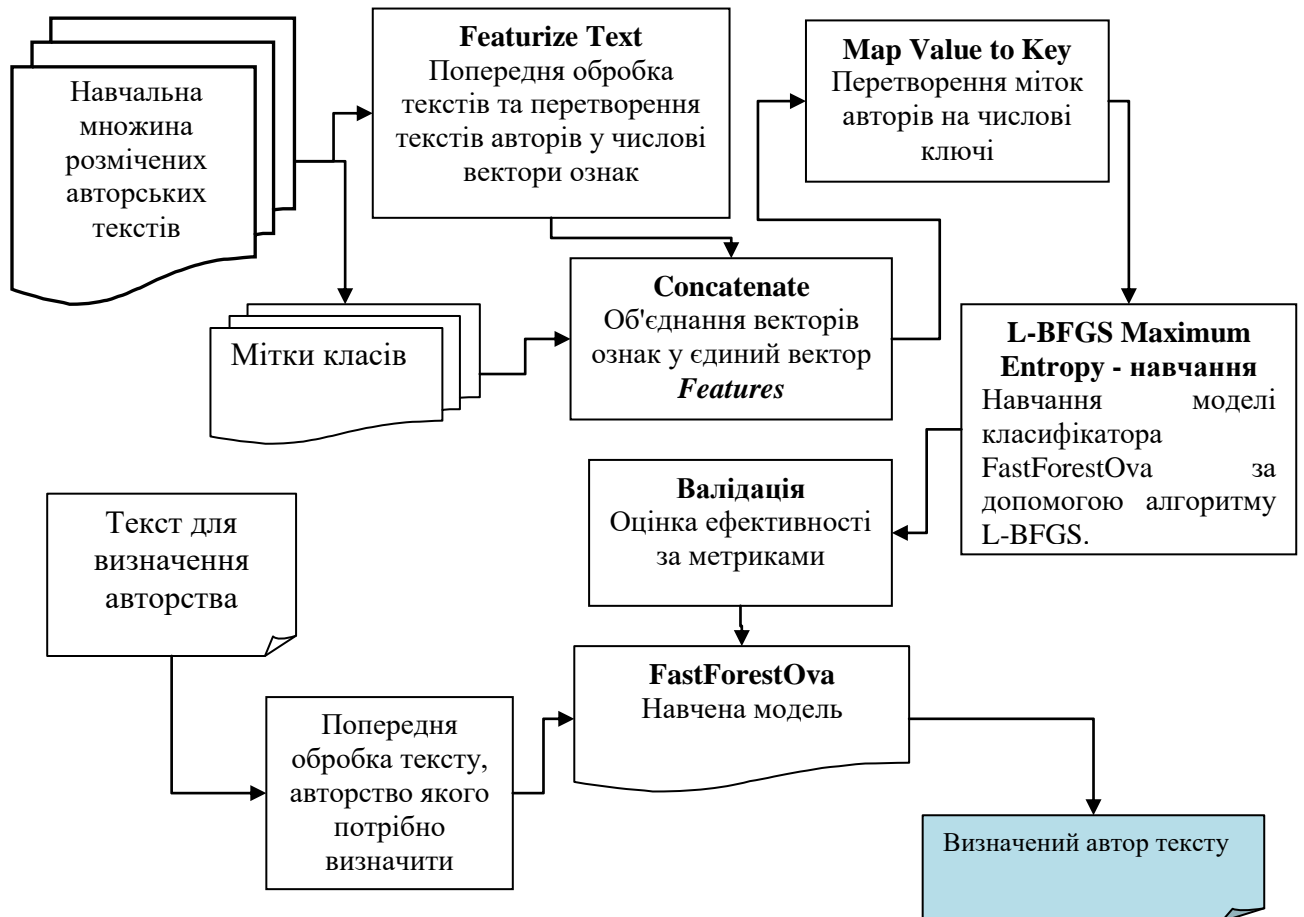 Навчальна
множина
розмічених
авторських
текстів
Featurize Text
Попередня обробка
текстів та перетворення
текстів авторів у числові
вектори ознак
Map Value to Key
Перетворення міток
авторів на числові
ключі
Мітки класів
Concatenate
Об'єднання векторів
ознак у єдиний вектор
Features
L-BFGS Maximum
Entropy - навчання
Навчання моделі
класифікатора
FastForestOva за
допомогою алгоритму
L-BFGS.
Валідація
Оцінка ефективності
за метриками
Текст для
визначення
авторства
FastForestOva
Навчена модель
Попередня
обробка тексту,
авторство якого
потрібно
визначити
Визначений автор тексту